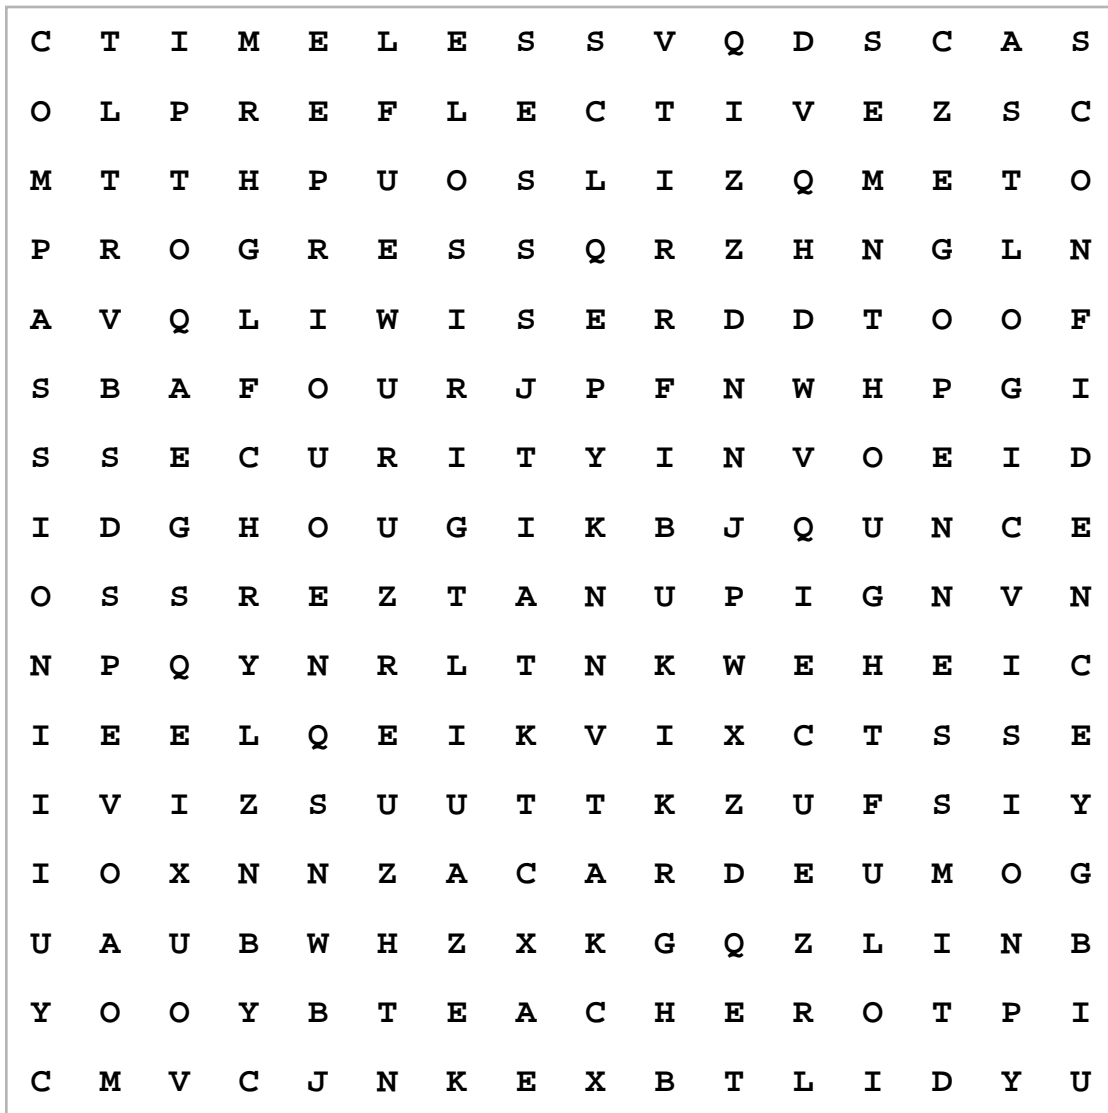 C T I M E L E S S V Q D S C A S
O L P R E F L E C T I V E Z S C
M T T H P U O S L I Z Q M E T O
P R O G R E S S Q R Z H N G L N
A V Q L I W I S E R D D T O O F
S B A F O U R J P F N W H P G I
S S E C U R I T Y I N V O E I D
I D G H O U G I K B J Q U N C E
O S S R E Z T A N U P I G N V N
N P Q Y N R L T N K W E H E I C
I E E L Q E I K V I X C T S S E
I V I Z S U U T T K Z U F S I Y
I O X N N Z A C A R D E U M O G
U A U B W H Z X K G Q Z L I N B
Y O O Y B T E A C H E R O T P I
C M V C J N K E X B T L I D Y U